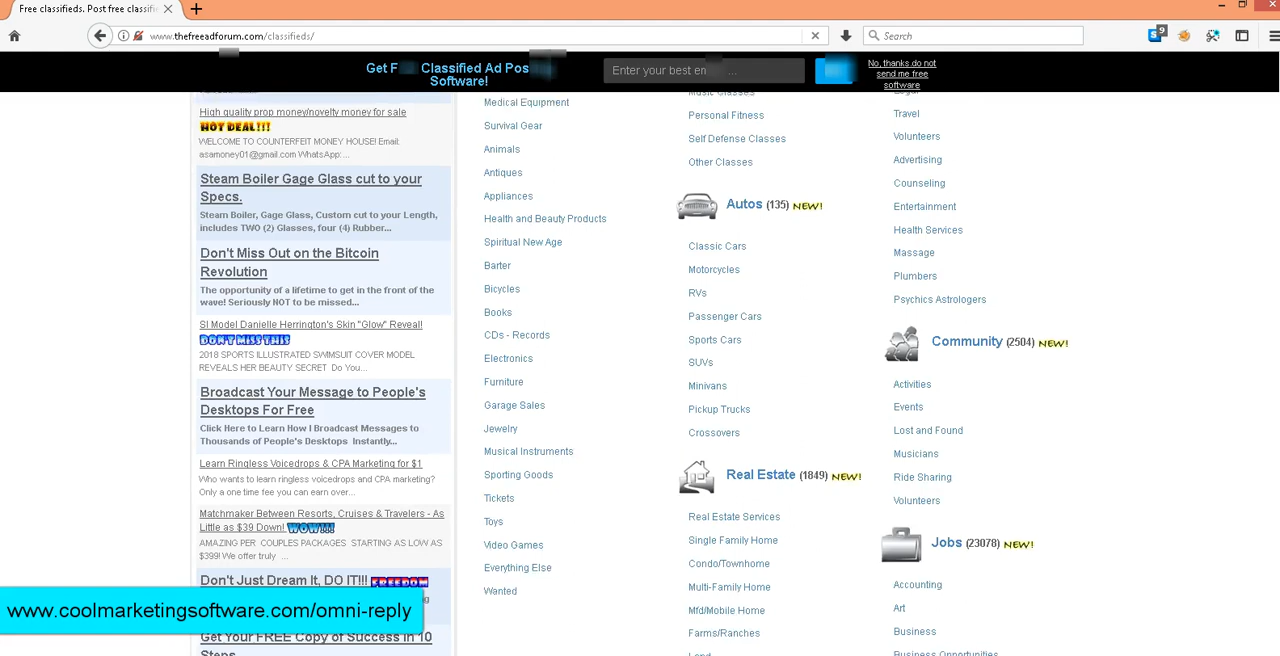 Free classifieds. Post free classifi
www.thefreeadforum.com/classifieds/
Search
9
Get F Classified Ad Pos
Software!
Enter your best en ...
No, thanks.do not
send me free
software
High quality prop money/novelty money for sale
HOT DEAL!!!
WELCOME TO COUNTERFEIT MONEY HOUSE! Email:
asamoney01@gmail.com WhatsApp:...
Steam Boiler Gage Glass cut to your
Specs.
Steam Boiler, Gage Glass, Custom cut to your Length,
includes TWO (2) Glasses, four (4) Rubber...
Don't Miss Out on the Bitcoin
Revolution
The opportunity of a lifetime to get in the front of the
wave! Seriously NOT to be missed...
SI Model Danielle Herrington's Skin "Glow" Reveal!
DON'T MISS THIS
2018 SPORTS ILLUSTRATED SWIMSUIT COVER MODEL
REVEALS HER BEAUTY SECRET Do You...
Broadcast Your Message to People's
Desktops For Free
Click Here to Learn How I Broadcast Messages to
Thousands of People's Desktops Instantly...
Learn Ringless Voicedrops & CPA Marketing for $1
Who wants to learn ringless voicedrops and CPA marketing?
Only a one time fee you can earn over...
Matchmaker Between Resorts, Cruises & Travelers - As
Little as $39 Down! WOW!!!
AMAZING PER COUPLES PACKAGES STARTING AS LOW AS
$399! We offer truly ...
Don't Just Dream It, DO IT!!! FREEDOM
www.coolmarketingsoftware.com/omni-reply
Get Your FREE Copy of Success in 10
Steps
Medical Equipment
Survival Gear
Animals
Antiques
Appliances
Health and Beauty Products
Spiritual New Age
Barter
Bicycles
Books
CDs - Records
Electronics
Furniture
Garage Sales
Jewelry
Musical Instruments
Sporting Goods
Tickets
Toys
Video Games
Everything Else
Wanted
Music Classes
Personal Fitness
Self Defense Classes
Other Classes
Autos (135) NEW!
Classic Cars
Motorcycles
RVs
Passenger Cars
Sports Cars
SUVs
Minivans
Pickup Trucks
Crossovers
Real Estate (1849) NEW!
Real Estate Services
Single Family Home
Condo/Townhome
Multi-Family Home
Mfd/Mobile Home
Farms/Ranches
Land
Legal
Travel
Volunteers
Advertising
Counseling
Entertainment
Health Services
Massage
Plumbers
Psychics Astrologers
Community (2504) NEW!
Activities
Events
Lost and Found
Musicians
Ride Sharing
Volunteers
Jobs (23078) NEW!
Accounting
Art
Business
Business Opportunities